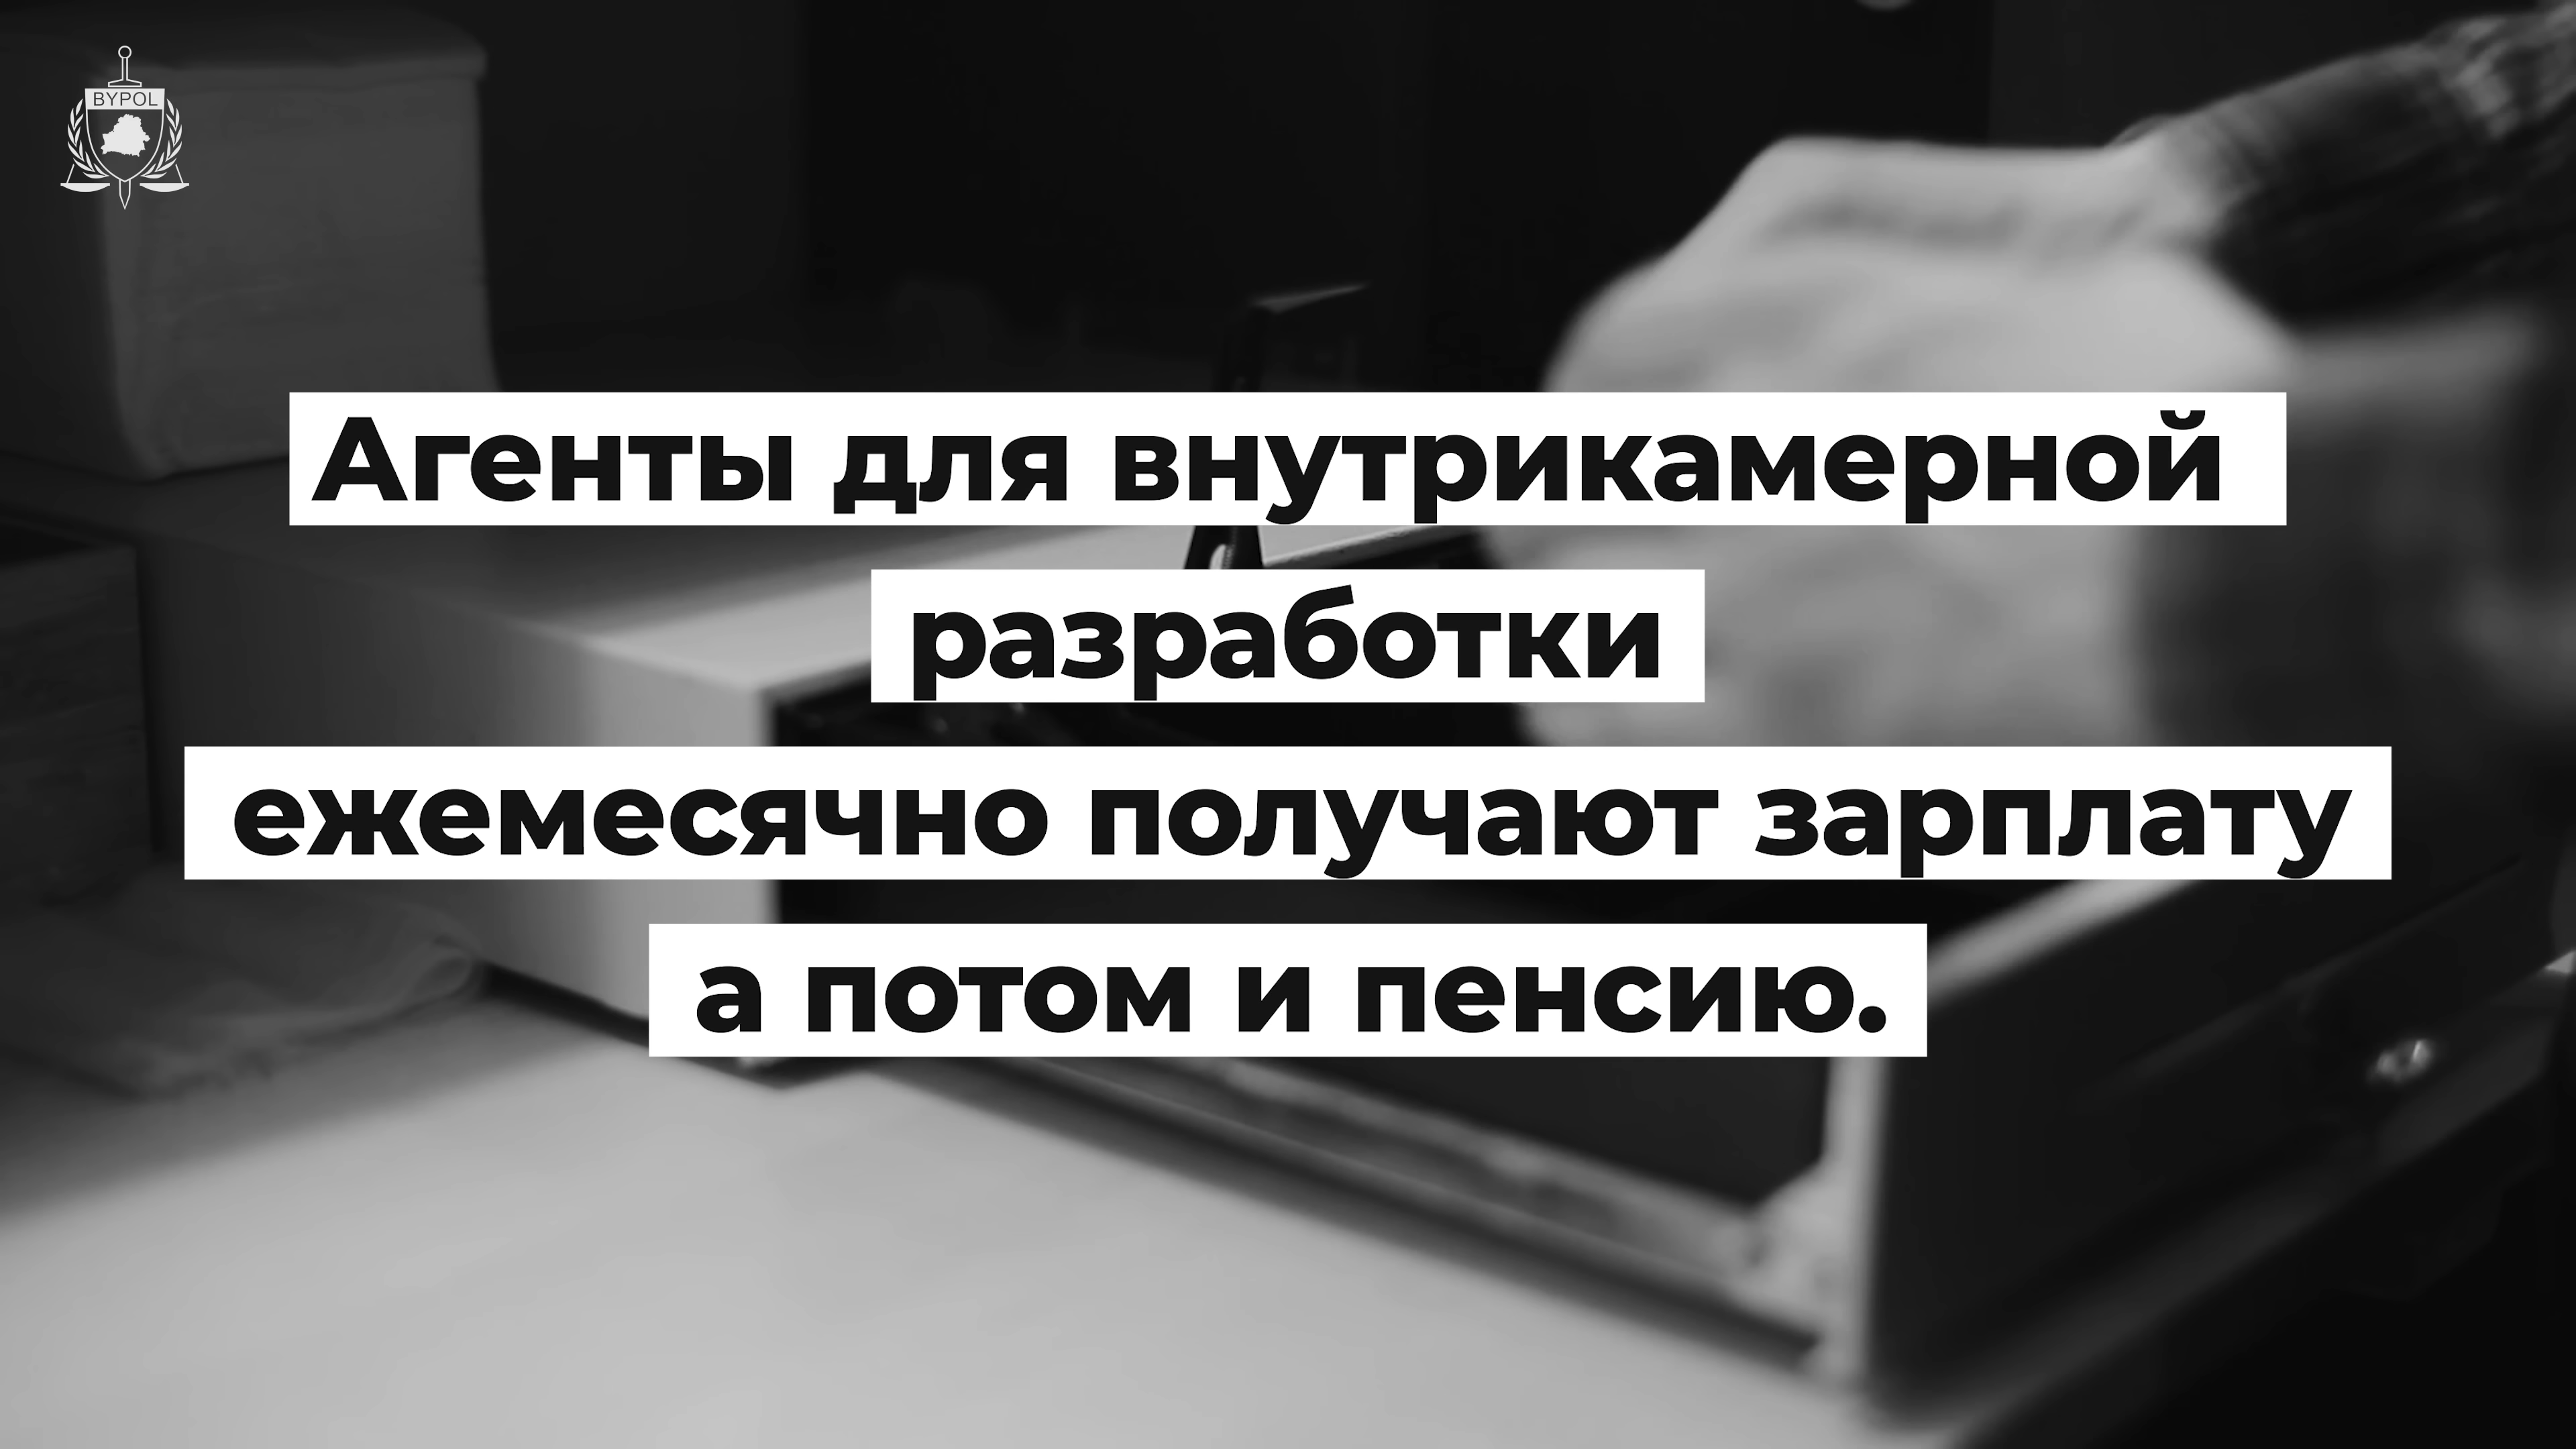 BYPOL
Агенты для внутрикамерной
разработки
ежемесячно получают зарплату
а потом и пенсию.